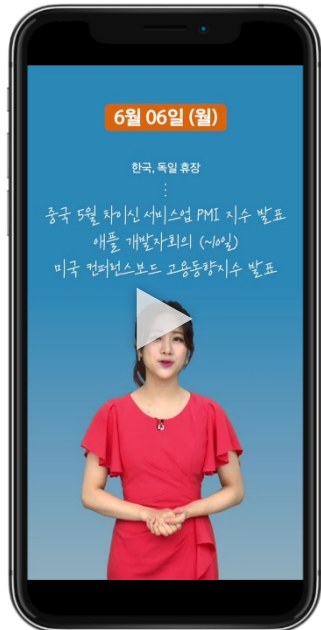 6월 06일 (월)
한국, 독일 휴장
중국 5월 차이신 서비스업 PMI 지수 발표
애플 개발자회의 (~10일)
미국 컨퍼런스보드 고용동향지수 발표